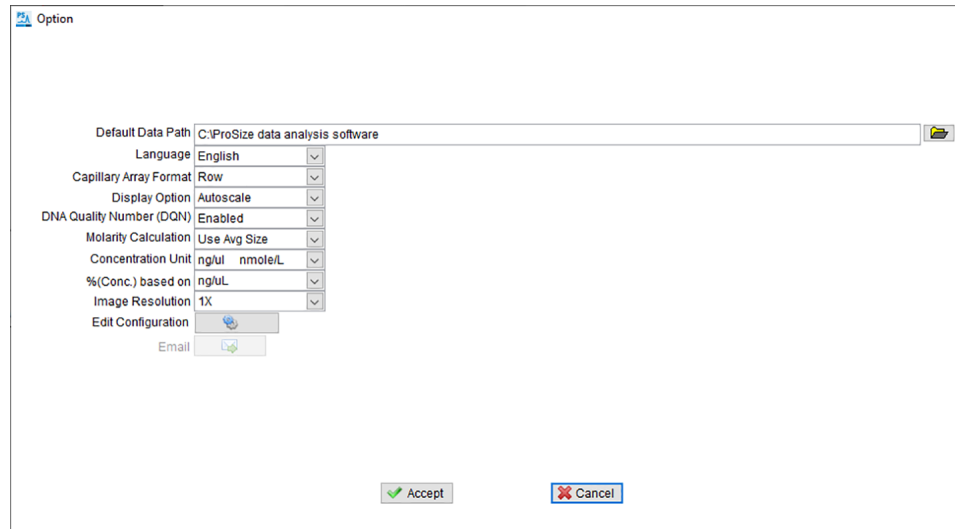 Option
Default Data Path C:\ProSize data analysis software
Language English
Capillary Array Format Row
Display Option Autoscale
DNA Quality Number (DQN) Enabled
Molarity Calculation Use Avg Size
Concentration Unit ng/ul nmole/L
%(Conc.) based on ng/uL
Image Resolution 1X
Edit Configuration
Email
Accept Cancel